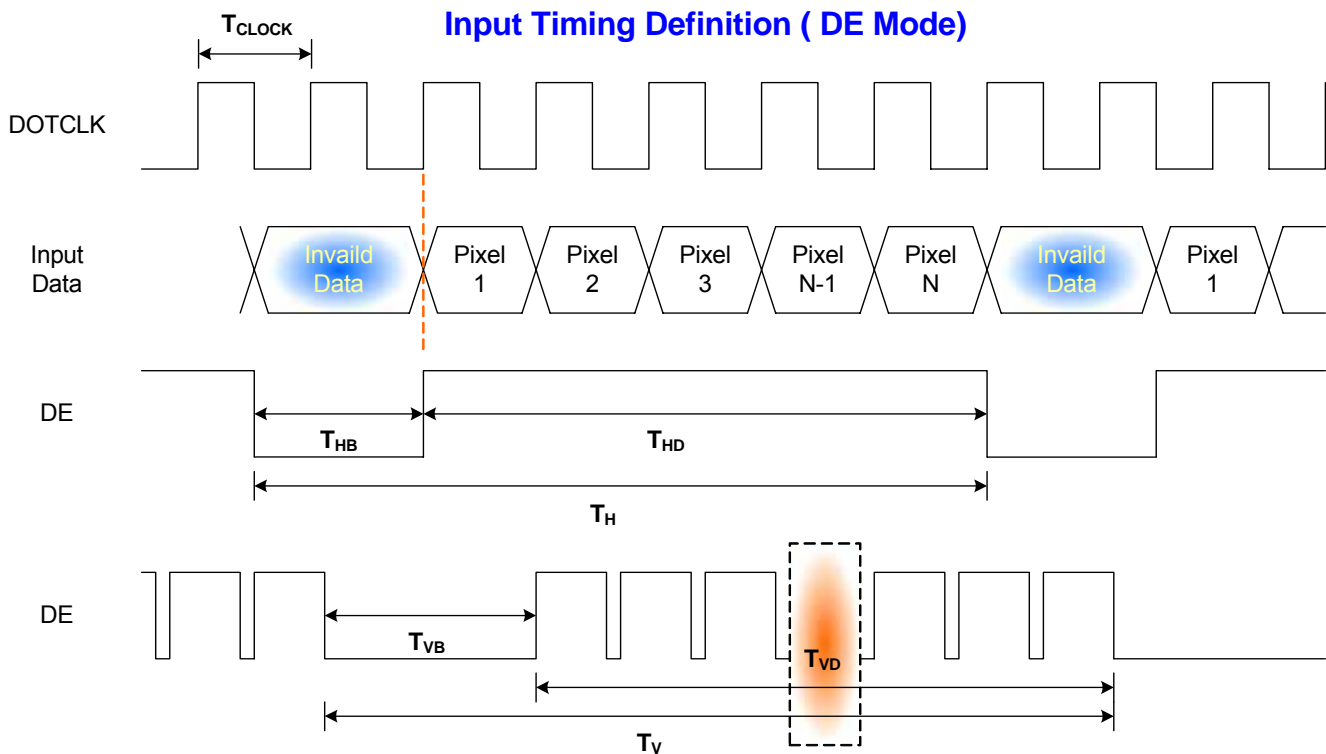 Input Timing Definition ( DE Mode)
TCLOCK
DOTCLK
Input
Data
Invaild
Data
Pixel
1
Pixel
2
Pixel
3
Pixel
N-1
Pixel
N
Invaild
Data
Pixel
1
DE
THB
THD
TH
DE
TVB
TVD
TV